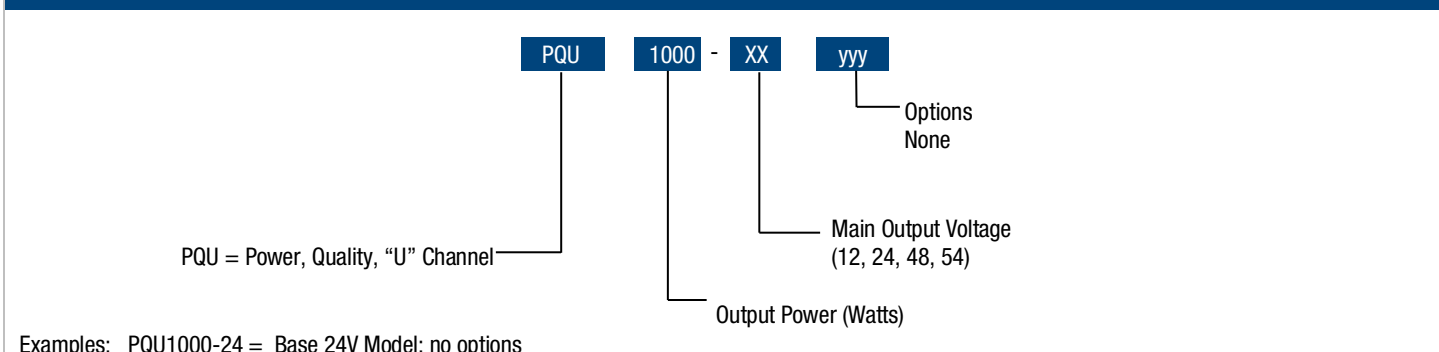 PQU 1000 - XX yyy
Options
None
Main Output Voltage
(12, 24, 48, 54)
PQU = Power, Quality, “U” Channel
Output Power (Watts)
Examples: PQU1000-24 = Base 24V Model; no options